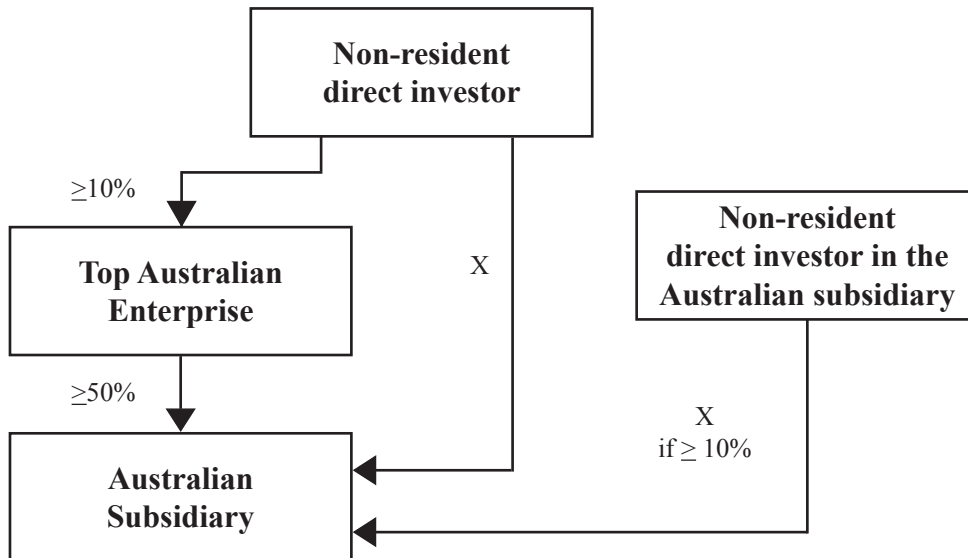 Non-resident
direct investor
≥10%
Top Australian
Enterprise
X
Non-resident
direct investor in the
Australian subsidiary
≥50%
X
if ≥ 10%
Australian
Subsidiary